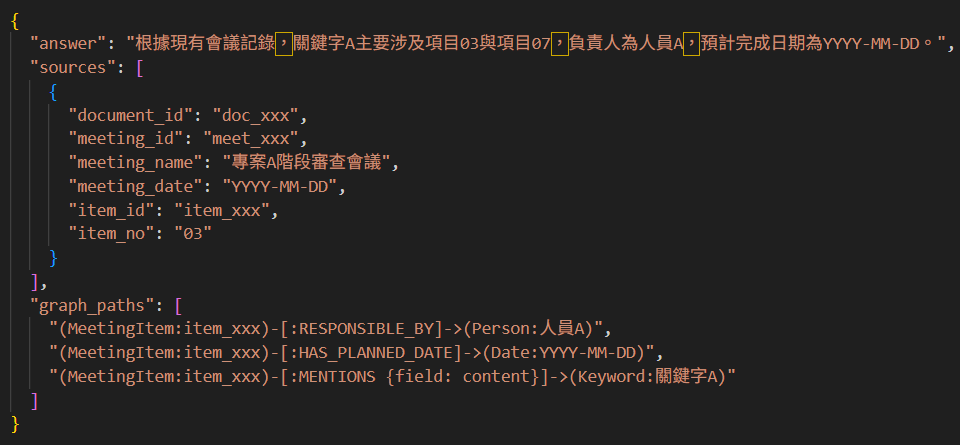 {
  "answer": "根據現有會議記錄，關鍵字A主要涉及項目03與項目07，負責人為人員A，預計完成日期為YYYY-MM-DD。",
  "sources": [
    {
      "document_id": "doc_xxx",
      "meeting_id": "meet_xxx",
      "meeting_name": "專案A階段審查會議",
      "meeting_date": "YYYY-MM-DD",
      "item_id": "item_xxx",
      "item_no": "03"
    }
  ],
  "graph_paths": [
    "(MeetingItem:item_xxx)-[:RESPONSIBLE_BY]->(Person:人員A)",
    "(MeetingItem:item_xxx)-[:HAS_PLANNED_DATE]->(Date:YYYY-MM-DD)",
    "(MeetingItem:item_xxx)-[:MENTIONS {field: content}]->(Keyword:關鍵字A)"
  ]
}